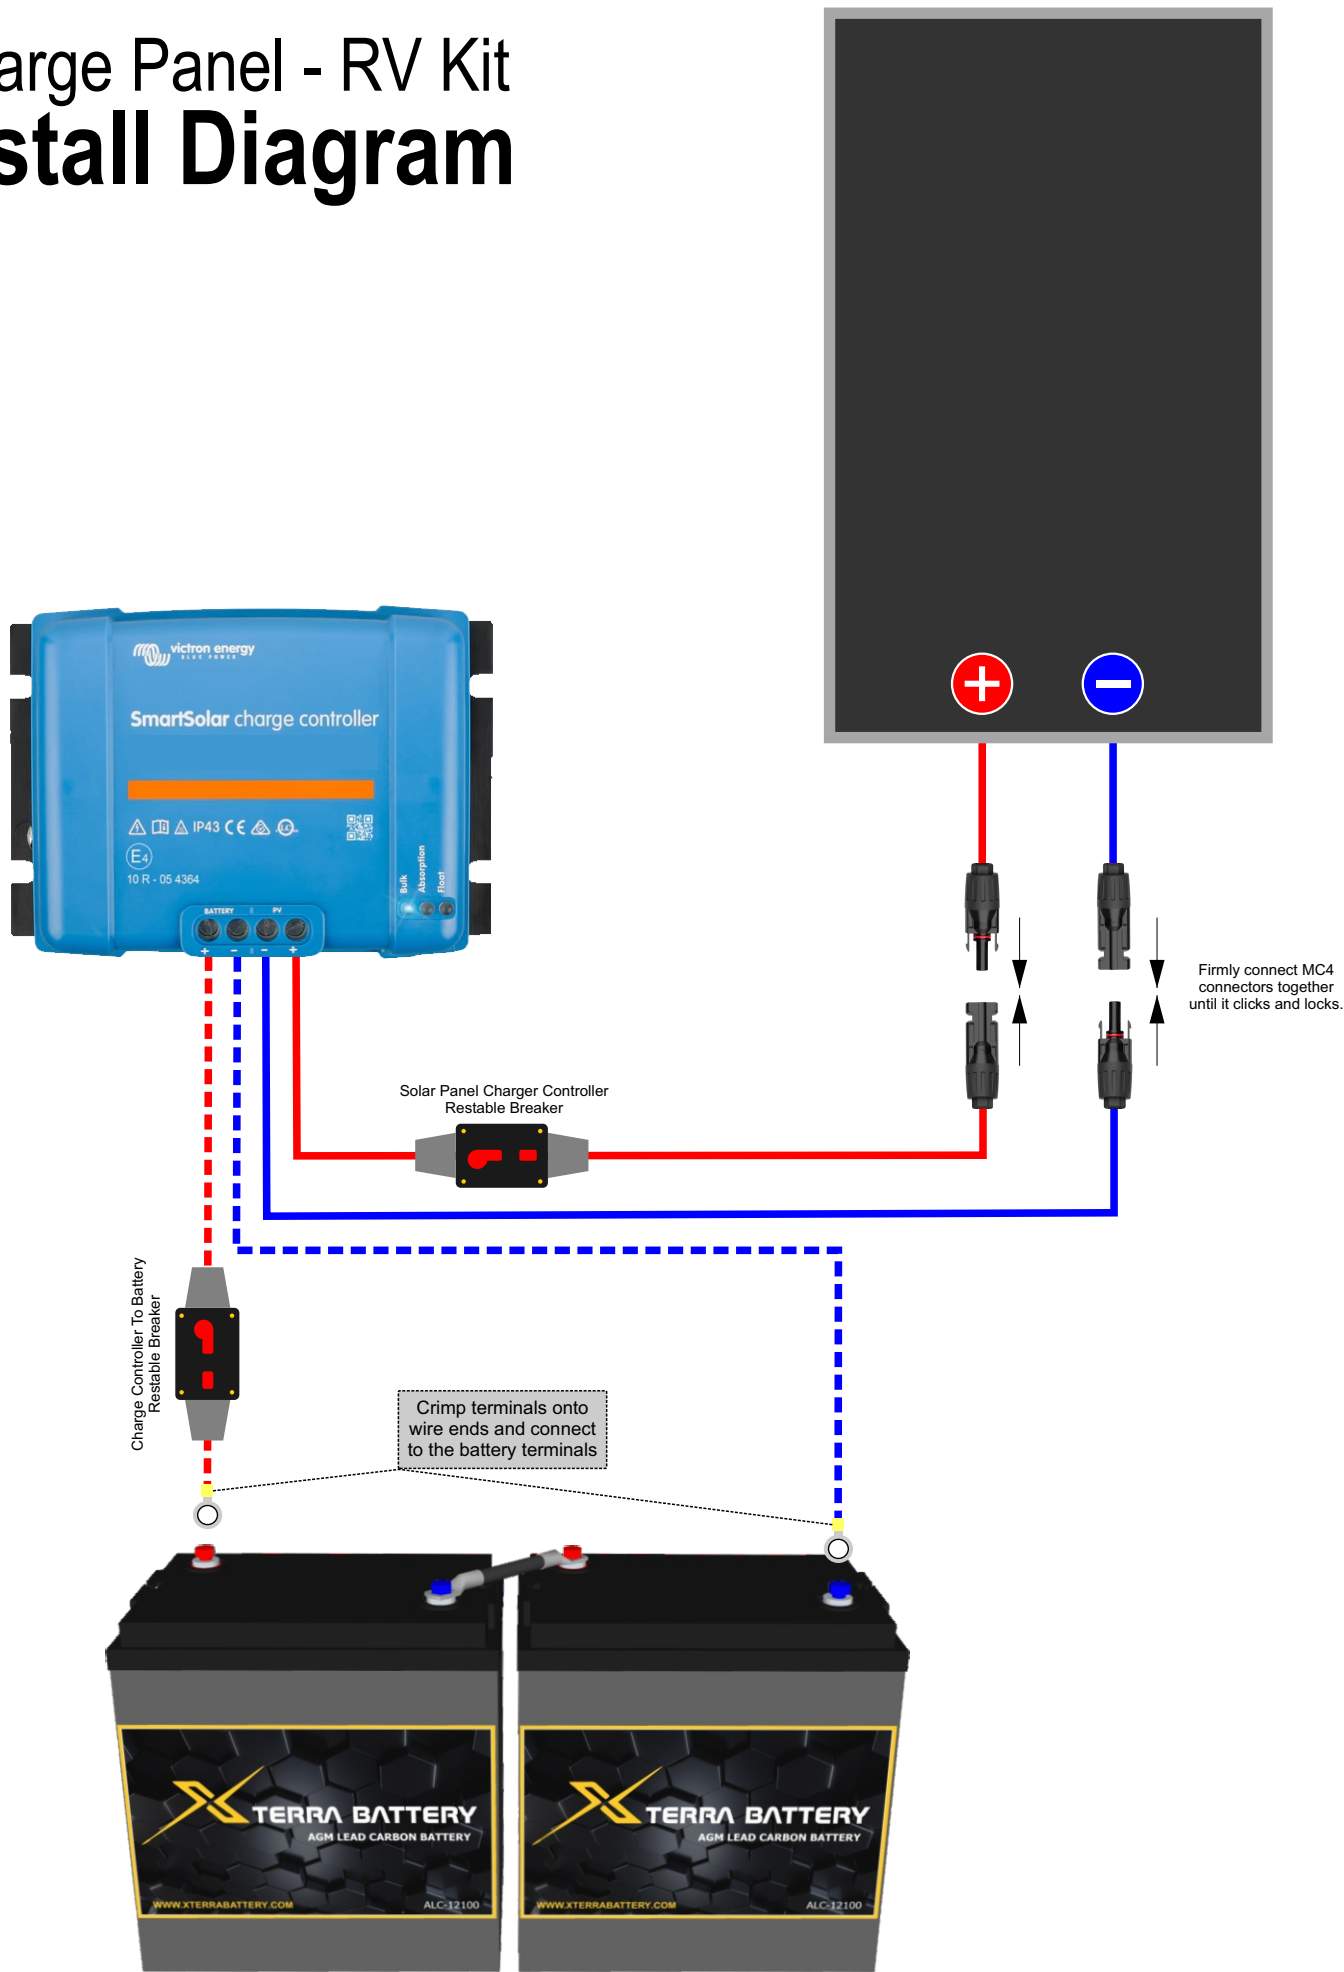 arge Panel - RV Kit
stall Diagram
victron energy
BLUE POWER
SmartSolar charge controller
IP43
E4
10 R - 05 4364
Bulk
Absorption
Float
BATTERY
PV
+ - - +
Firmly connect MC4
connectors together
until it clicks and locks.
Solar Panel Charger Controller
Restable Breaker
Charge Controller To Battery
Restable Breaker
Crimp terminals onto
wire ends and connect
to the battery terminals
X TERRA BATTERY
AGM LEAD CARBON BATTERY
WWW.XTERRABATTERY.COM
ALC-12100
X TERRA BATTERY
AGM LEAD CARBON BATTERY
WWW.XTERRABATTERY.COM
ALC-12100